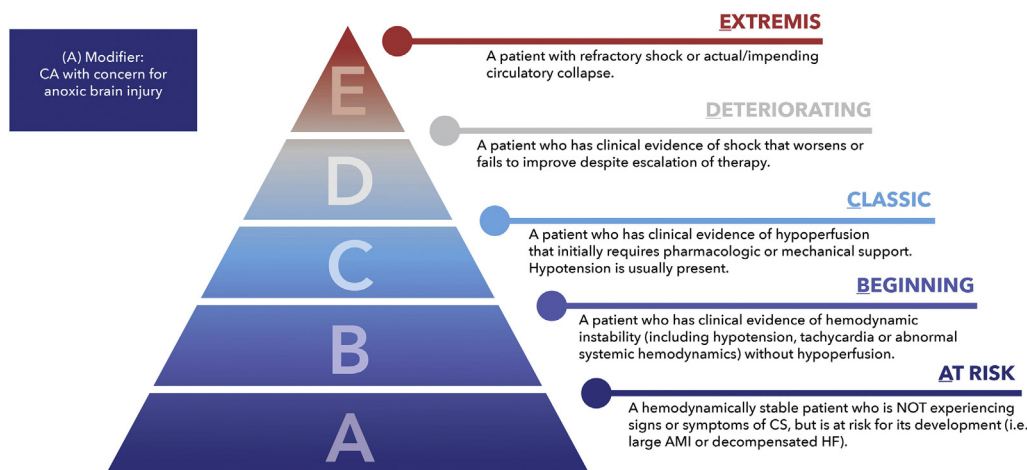 (A) Modifier:
CA with concern for
anoxic brain injury
E
EXTREMIS
A patient with refractory shock or actual/impending
circulatory collapse.
D
DETERIORATING
A patient who has clinical evidence of shock that worsens or
fails to improve despite escalation of therapy.
C
CLASSIC
A patient who has clinical evidence of hypoperfusion
that initially requires pharmacologic or mechanical support.
Hypotension is usually present.
B
BEGINNING
A patient who has clinical evidence of hemodynamic
instability (including hypotension, tachycardia or abnormal
systemic hemodynamics) without hypoperfusion.
A
AT RISK
A hemodynamically stable patient who is NOT experiencing
signs or symptoms of CS, but is at risk for its development (i.e.
large AMI or decompensated HF).